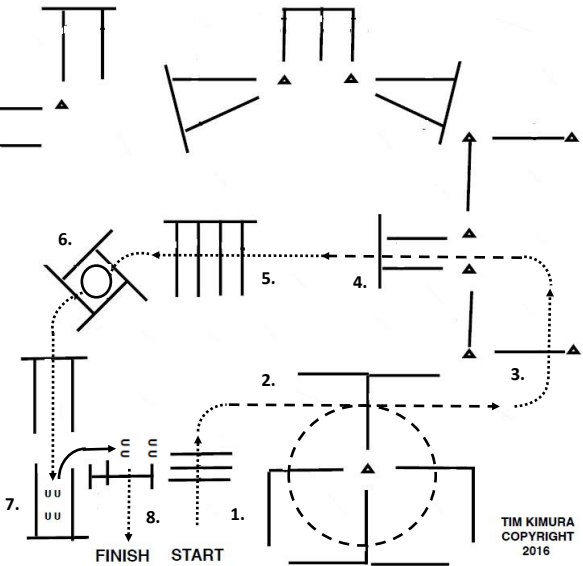 6.
5.
4.
2.
3.
7.
8.
1.
FINISH
START
TIM KIMURA
COPYRIGHT
2016